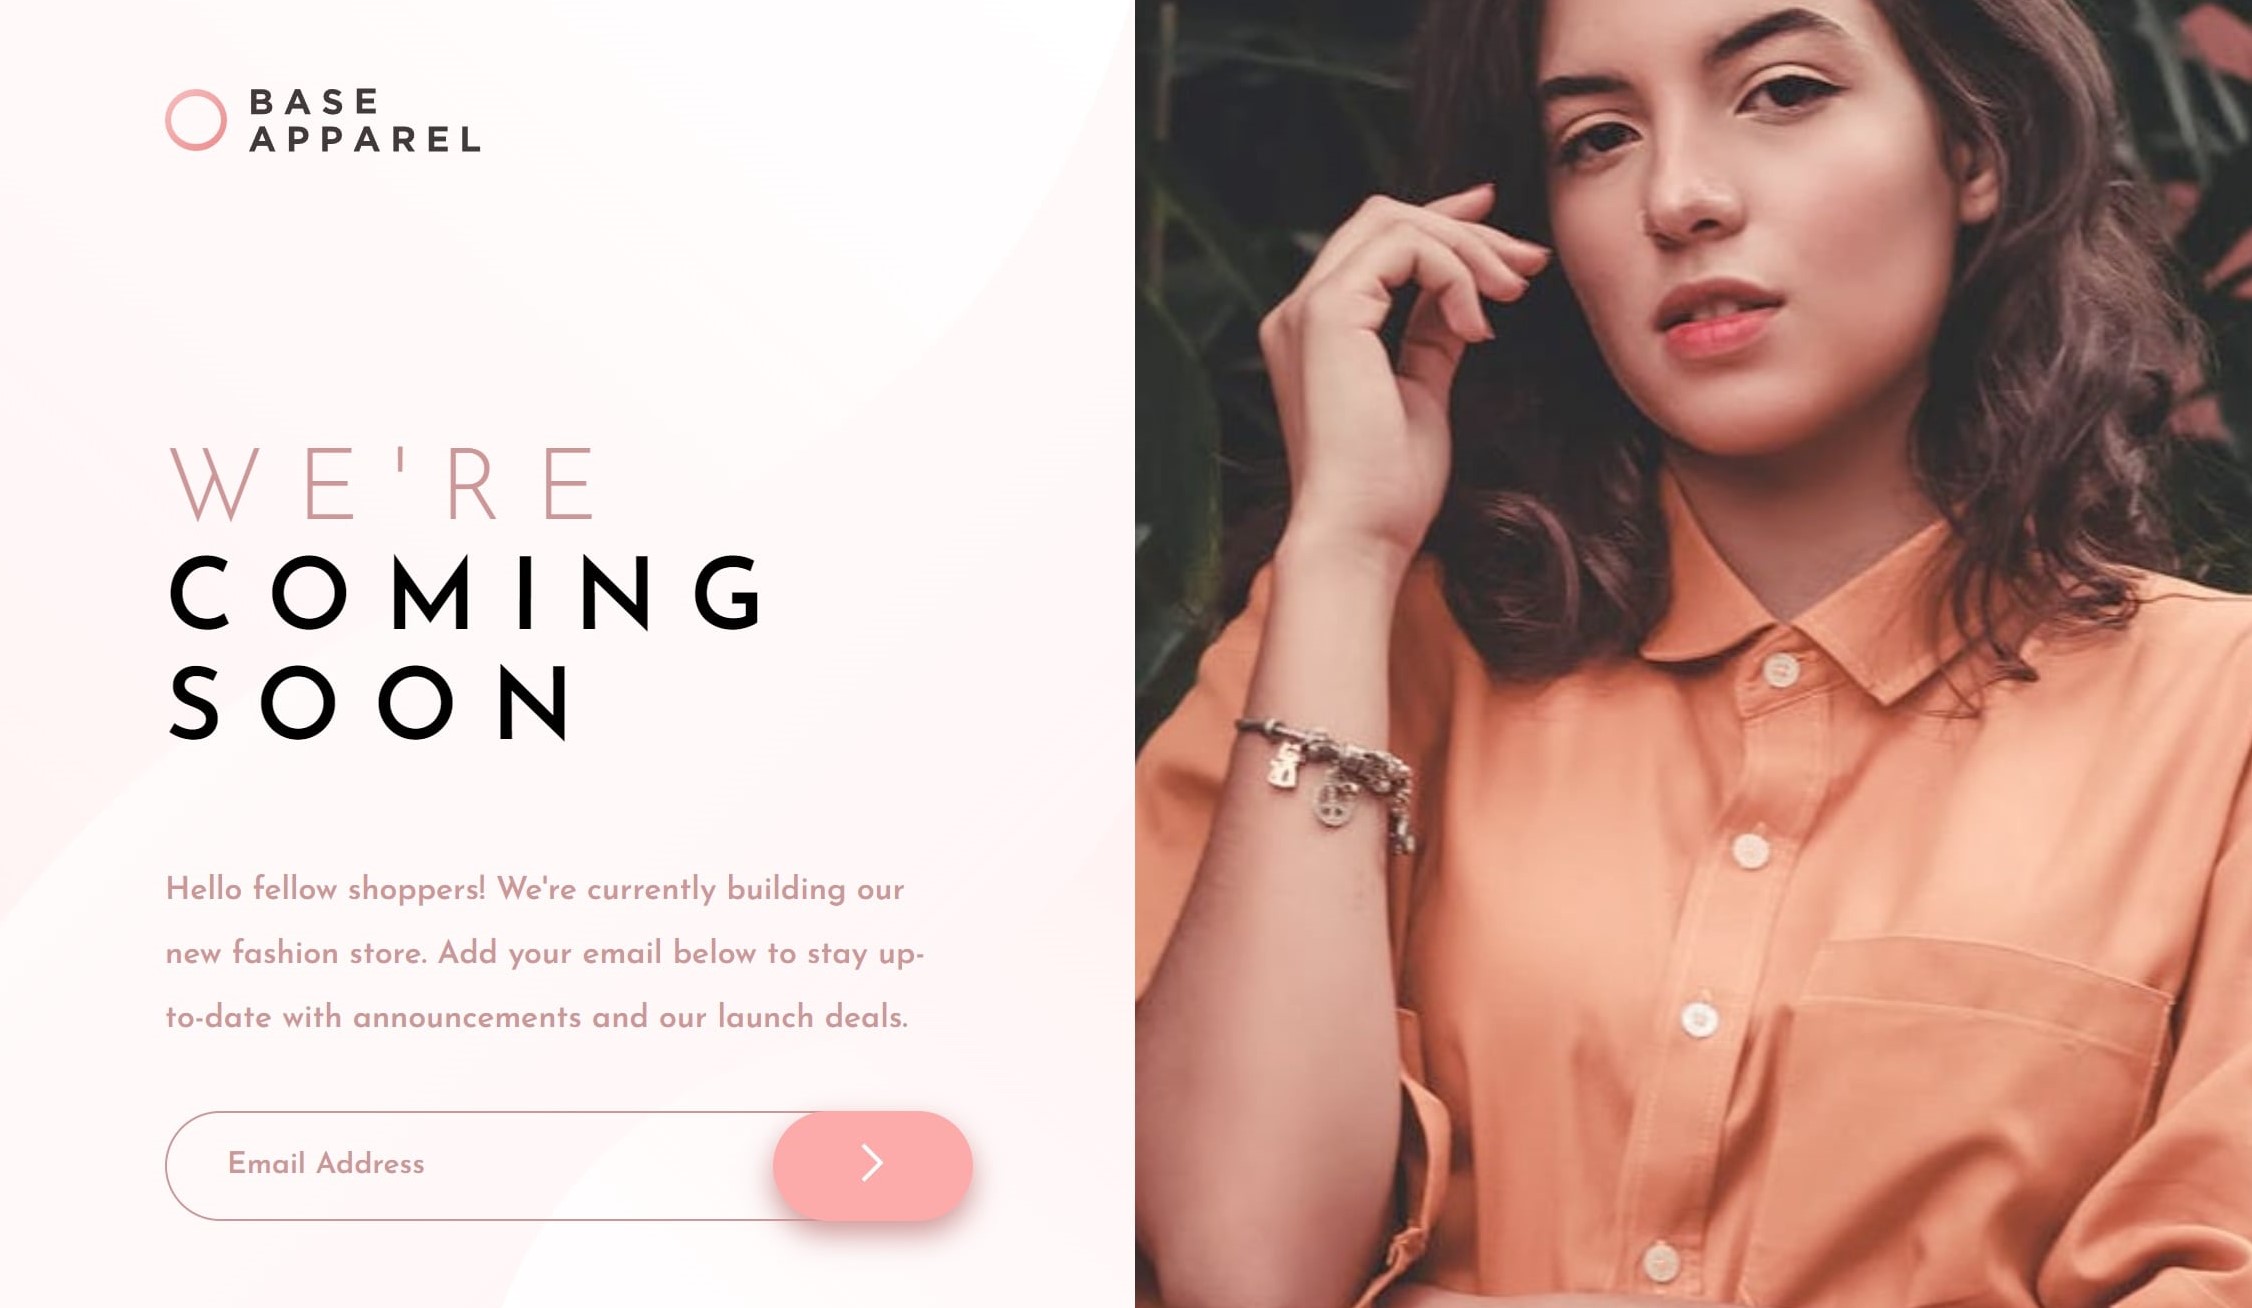 BASE
APPAREL
WE'RE
COMING
SOON
Hello fellow shoppers! We're currently building our
new fashion store. Add your email below to stay up-
to-date with announcements and our launch deals.
Email Address